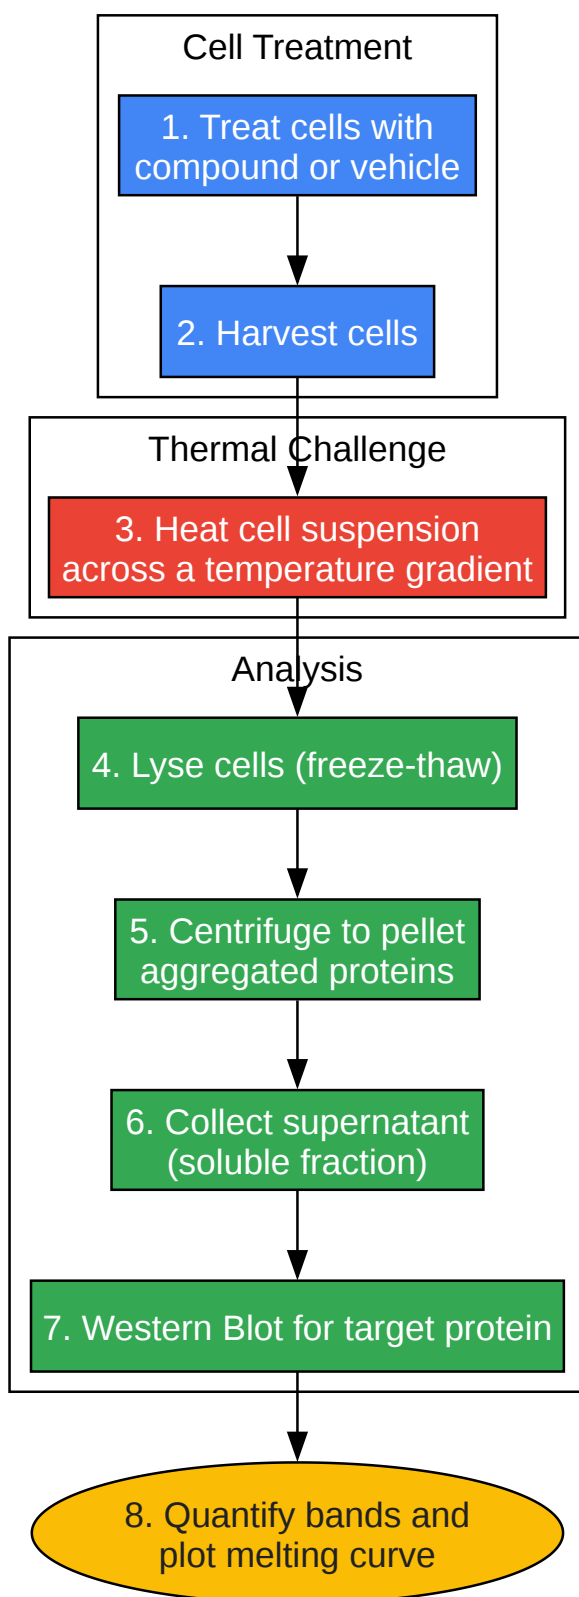 Cell Treatment
1. Treat cells with
compound or vehicle
2. Harvest cells
Thermal Challenge
3. Heat cell suspension
across a temperature gradient
Analysis
4. Lyse cells (freeze-thaw)
5. Centrifuge to pellet
aggregated proteins
6. Collect supernatant
(soluble fraction)
7. Western Blot for target protein
8. Quantify bands and
plot melting curve